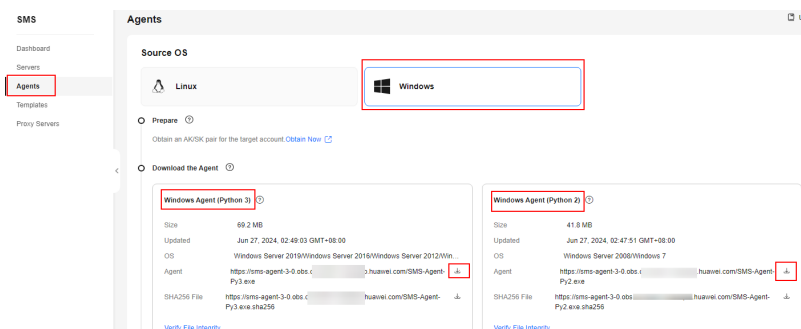 SMS
Agents
Dashboard
Servers
Agents
Templates
Proxy Servers
Source OS
Linux
Windows
Prepare
Obtain an AK/SK pair for the target account. Obtain Now
Download the Agent
Windows Agent (Python 3)
Size 69.2 MB
Updated Jun 27, 2024, 02:49:03 GMT+08:00
OS Windows Server 2019/Windows Server 2016/Windows Server 2012/Win...
Agent https://sms-agent-3-0.obs.c o.huawei.com/SMS-Agent-
Py3.exe
SHA256 File https://sms-agent-3-0.obs.c huawei.com/SMS-Agent-
Py3.exe.sha256
Verify File Integrity
Windows Agent (Python 2)
Size 41.8 MB
Updated Jun 27, 2024, 02:47:51 GMT+08:00
OS Windows Server 2008/Windows 7
Agent https://sms-agent-3-0.obs. .huawei.com/SMS-Agent-
Py2.exe
SHA256 File https://sms-agent-3-0.obs huawei.com/SMS-Agent-
Py2.exe.sha256
Verify File Integrity